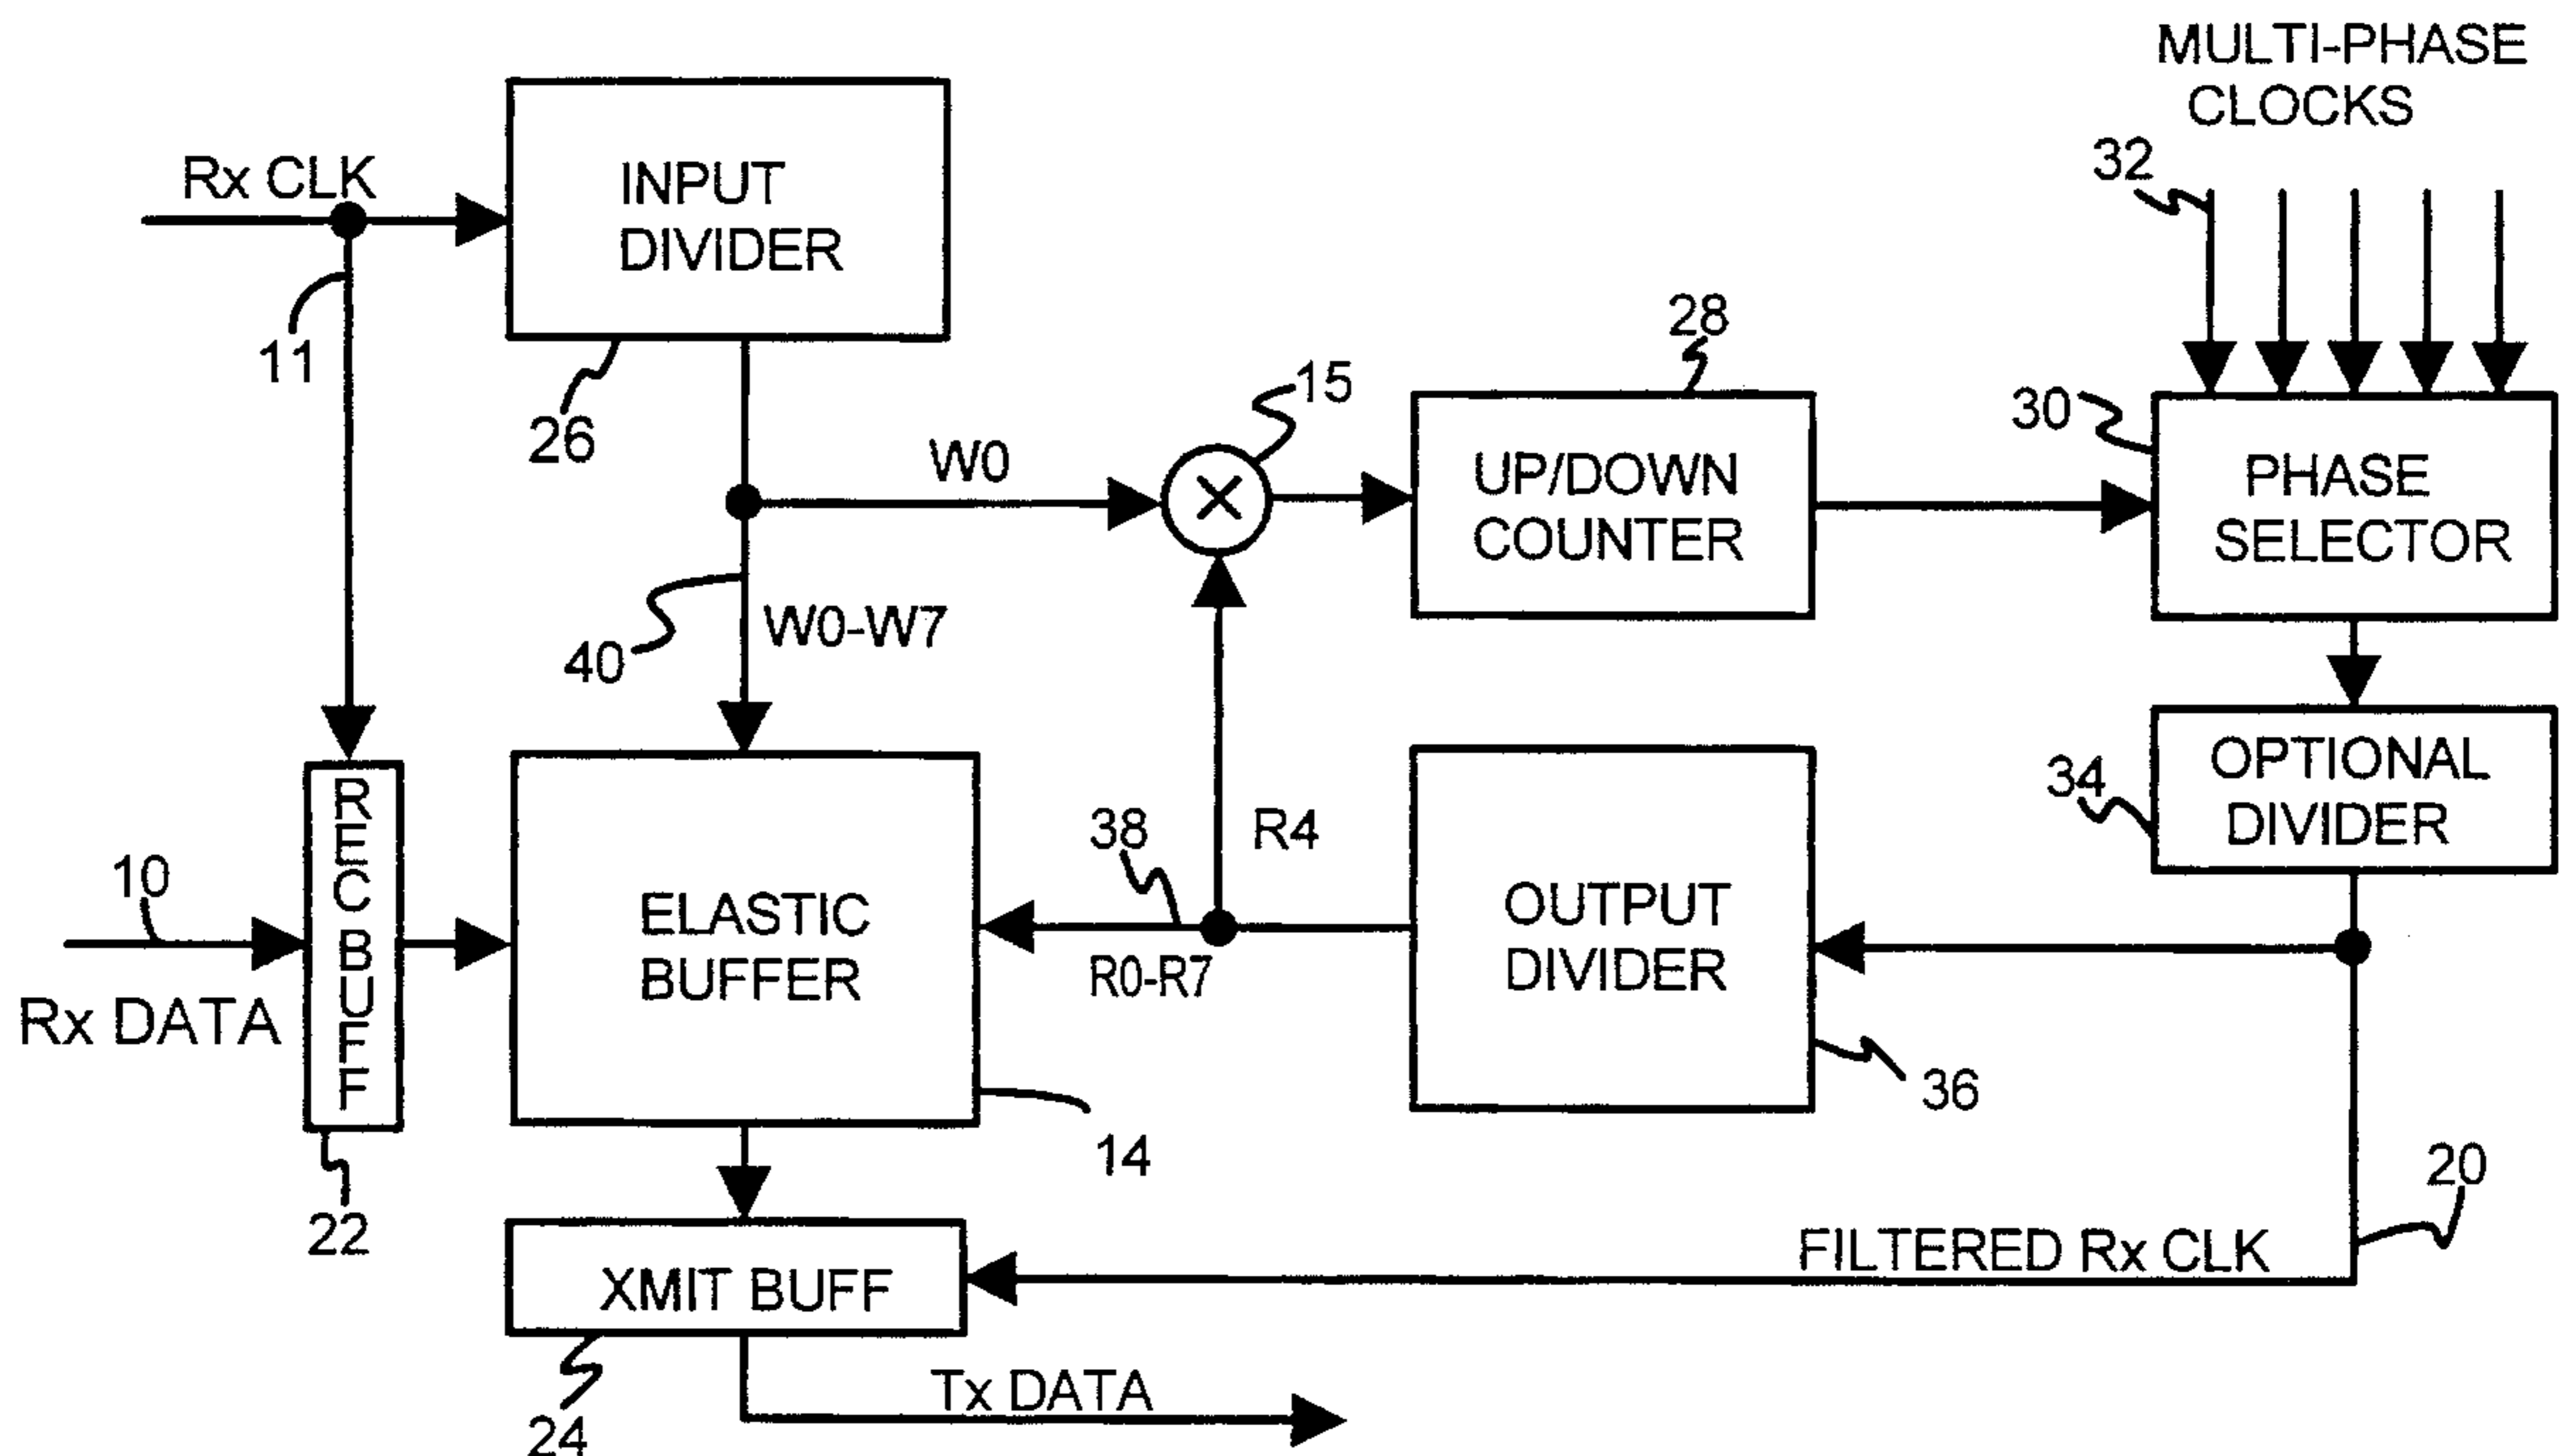 MULTI-PHASE
CLOCKS
32
Rx CLK
INPUT
DIVIDER
11
26
W0
15
28
UP/DOWN
COUNTER
30
PHASE
SELECTOR
40
W0-W7
34
OPTIONAL
DIVIDER
REC BUFF
10
Rx DATA
22
ELASTIC
BUFFER
14
38
R4
R0-R7
OUTPUT
DIVIDER
36
20
FILTERED Rx CLK
XMIT BUFF
24
Tx DATA